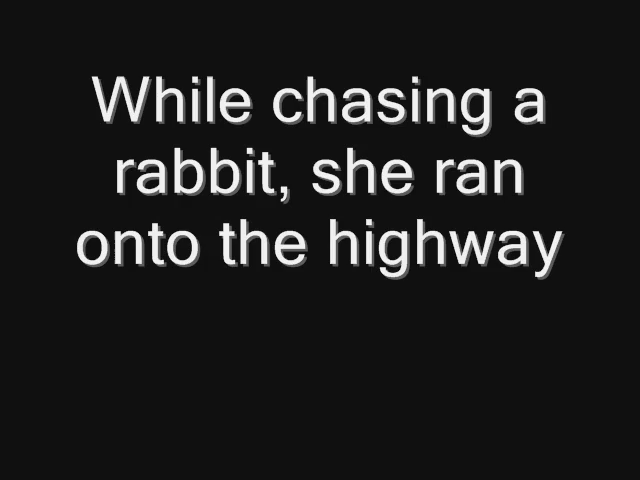 While chasing a
rabbit, she ran
onto the highway